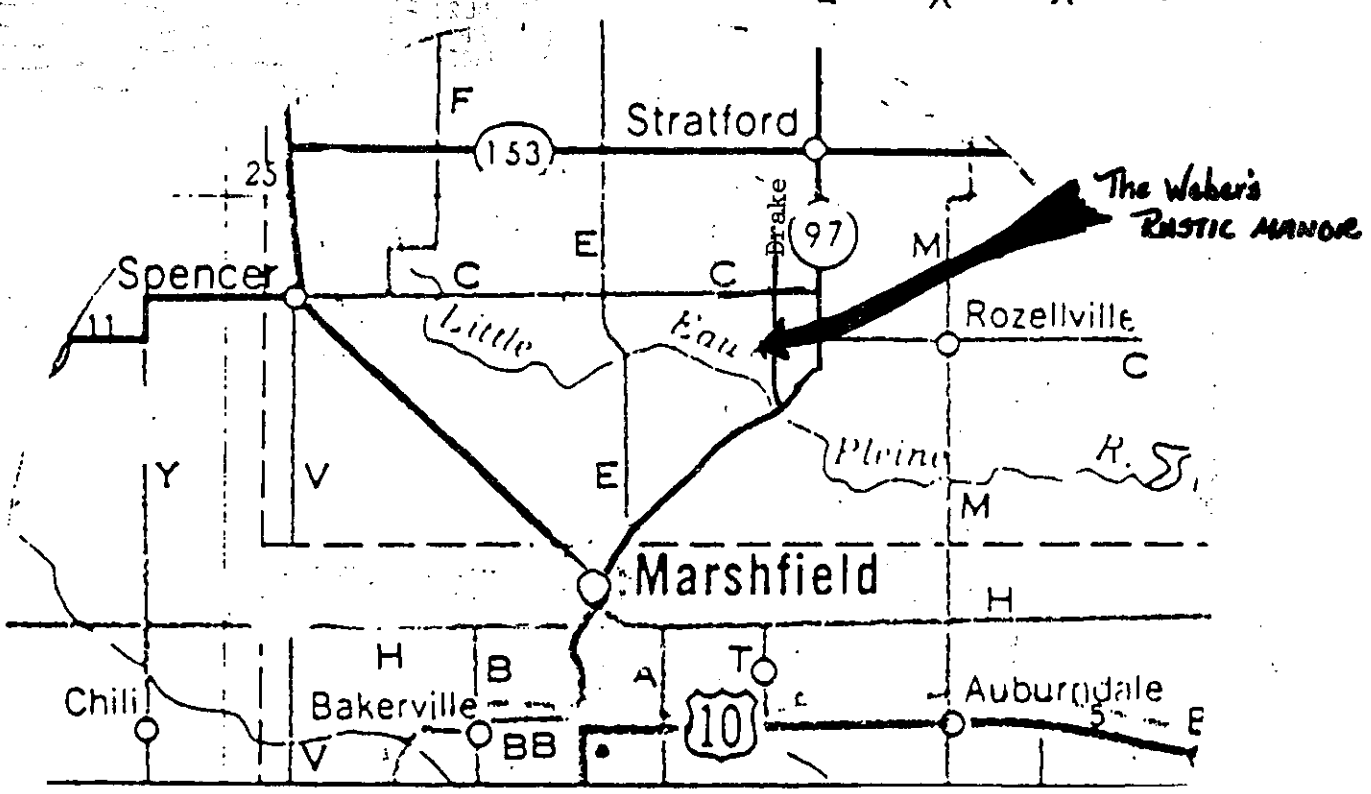 F
Stratford
153
25
Drake
The Weber's
RUSTIC MANOR
97
E
M
Spencer
C
C
11
Little
Eau
Rozellville
C
Y
V
E
Pleine
R.
M
Marshfield
H
H
B
A
T
Chili
Bakerville
10
Auburndale
5
E
V
BB